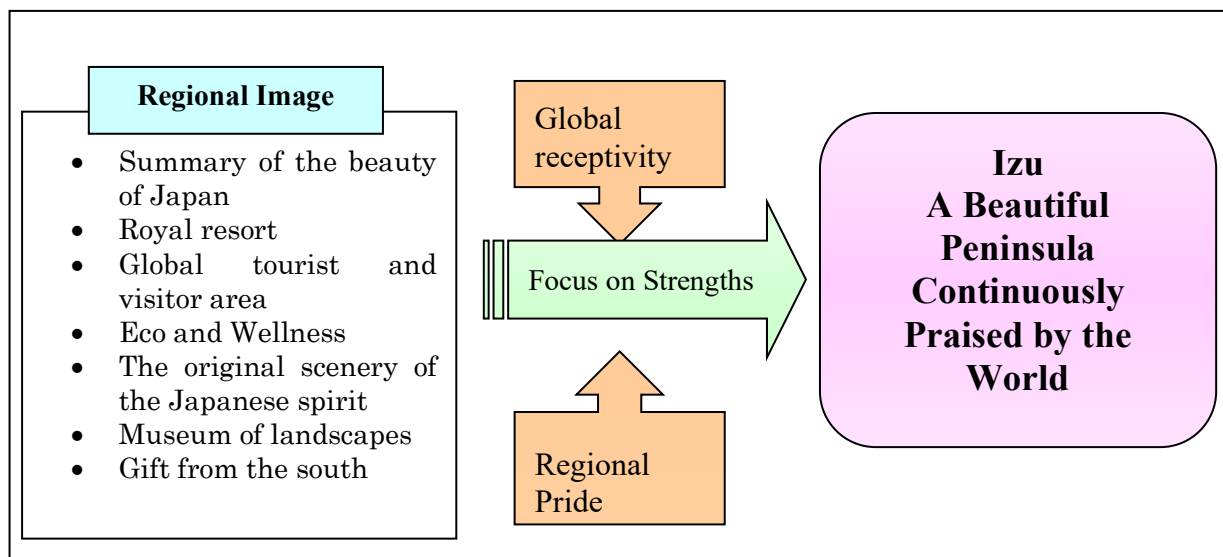 Regional Image
• Summary of the beauty
of Japan
• Royal resort
• Global tourist and
visitor area
• Eco and Wellness
• The original scenery of
the Japanese spirit
• Museum of landscapes
• Gift from the south
Global
receptivity
Focus on Strengths
Regional
Pride
Izu
A Beautiful
Peninsula
Continuously
Praised by the
World